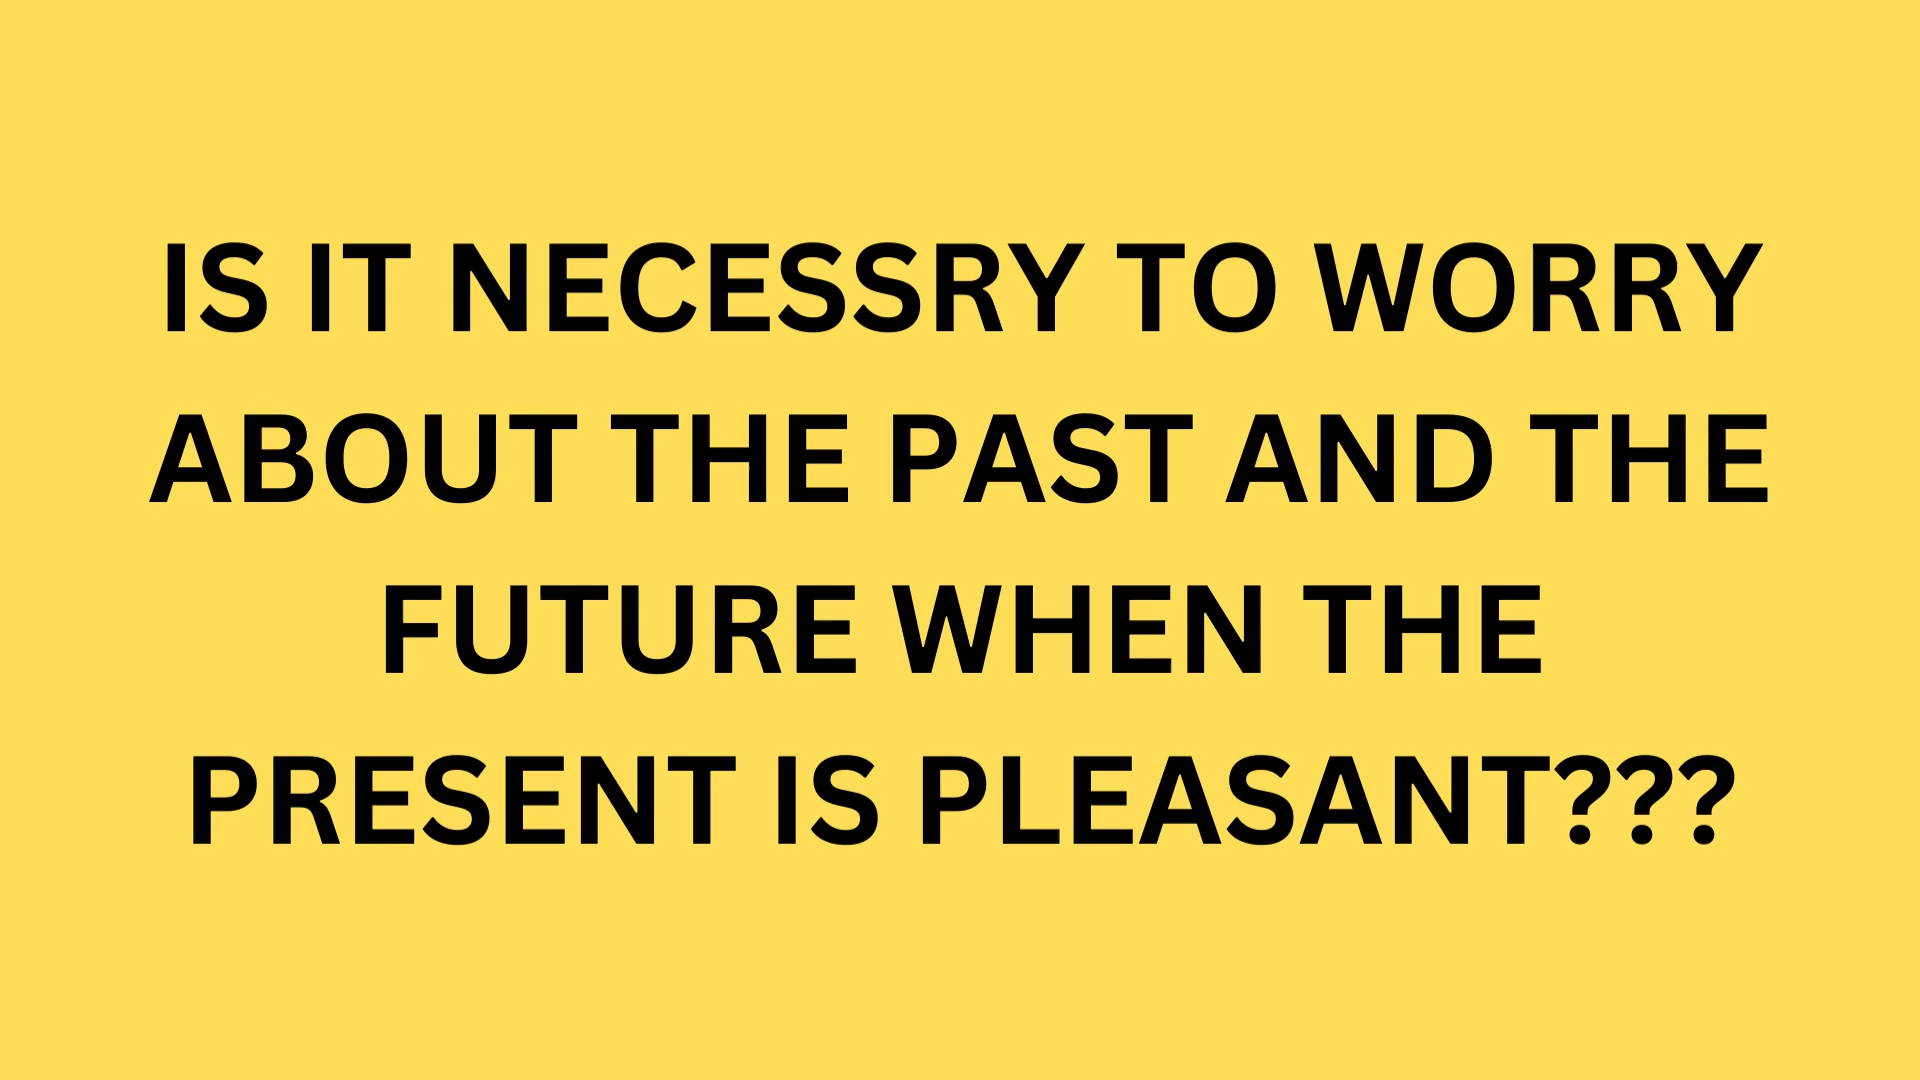 IS IT NECESSRY TO WORRY
ABOUT THE PAST AND THE
FUTURE WHEN THE
PRESENT IS PLEASANT???